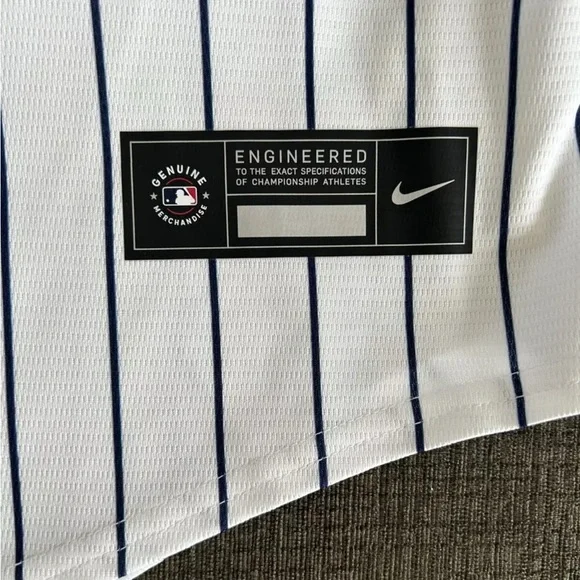 GENUINE
MERCHANDISE
ENGINEERED
TO THE EXACT SPECIFICATIONS
OF CHAMPIONSHIP ATHLETES